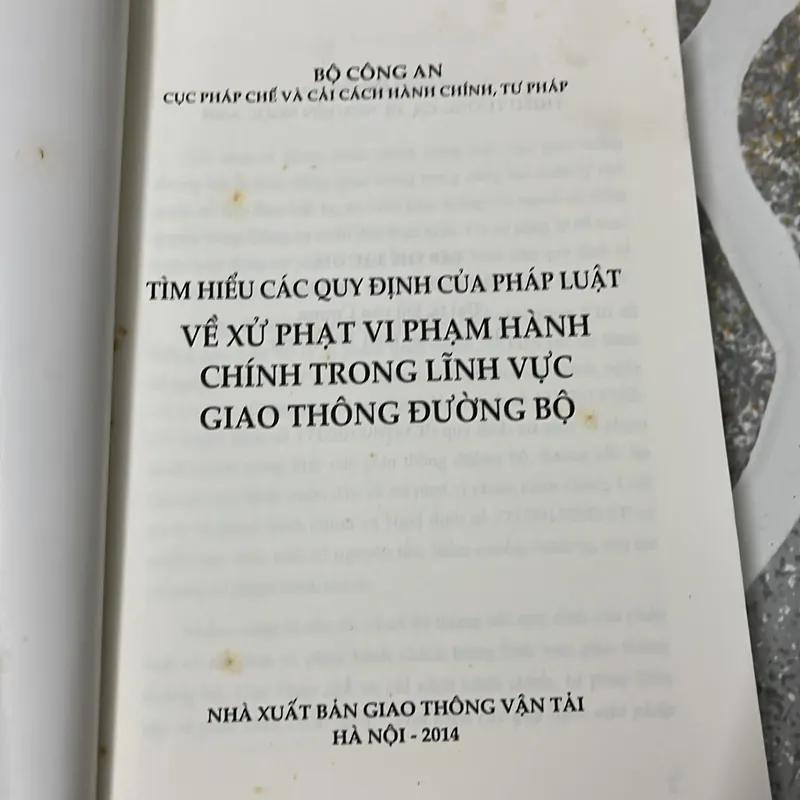 BỘ CÔNG AN
CỤC PHÁP CHẾ VÀ CẢI CÁCH HÀNH CHÍNH, TƯ PHÁP
TÌM HIỂU CÁC QUY ĐỊNH CỦA PHÁP LUẬT
VỀ XỬ PHẠT VI PHẠM HÀNH
CHÍNH TRONG LĨNH VỰC
GIAO THÔNG ĐƯỜNG BỘ
NHÀ XUẤT BẢN GIAO THÔNG VẬN TẢI
HÀ NỘI - 2014